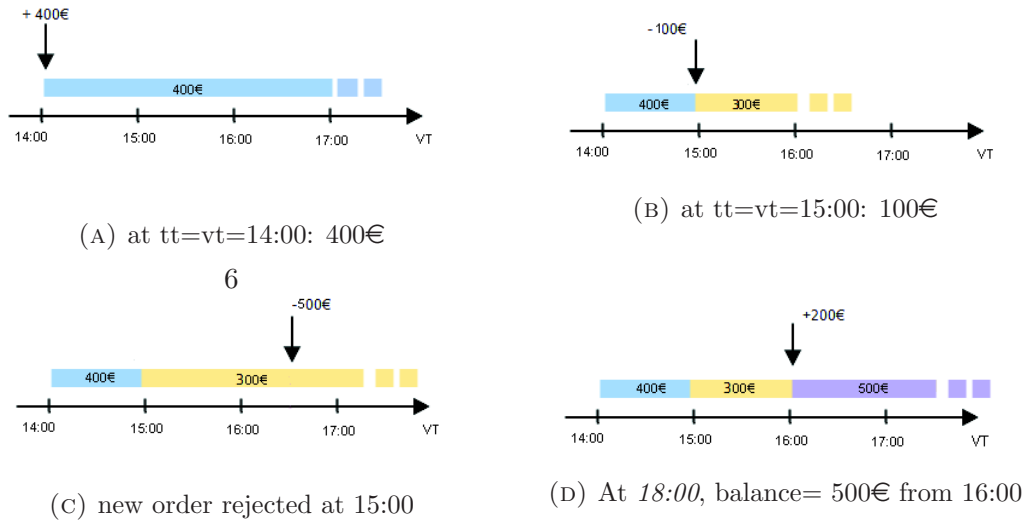 + 400€
400€
14:00 15:00 16:00 17:00 VT
(A) at tt=vt=14:00: 400€
6
-100€
400€ 300€
14:00 15:00 16:00 17:00 VT
(B) at tt=vt=15:00: 100€
-500€
400€ 300€
14:00 15:00 16:00 17:00 VT
(C) new order rejected at 15:00
+200€
400€ 300€ 500€
14:00 15:00 16:00 17:00 VT
(D) At 18:00, balance= 500€ from 16:00